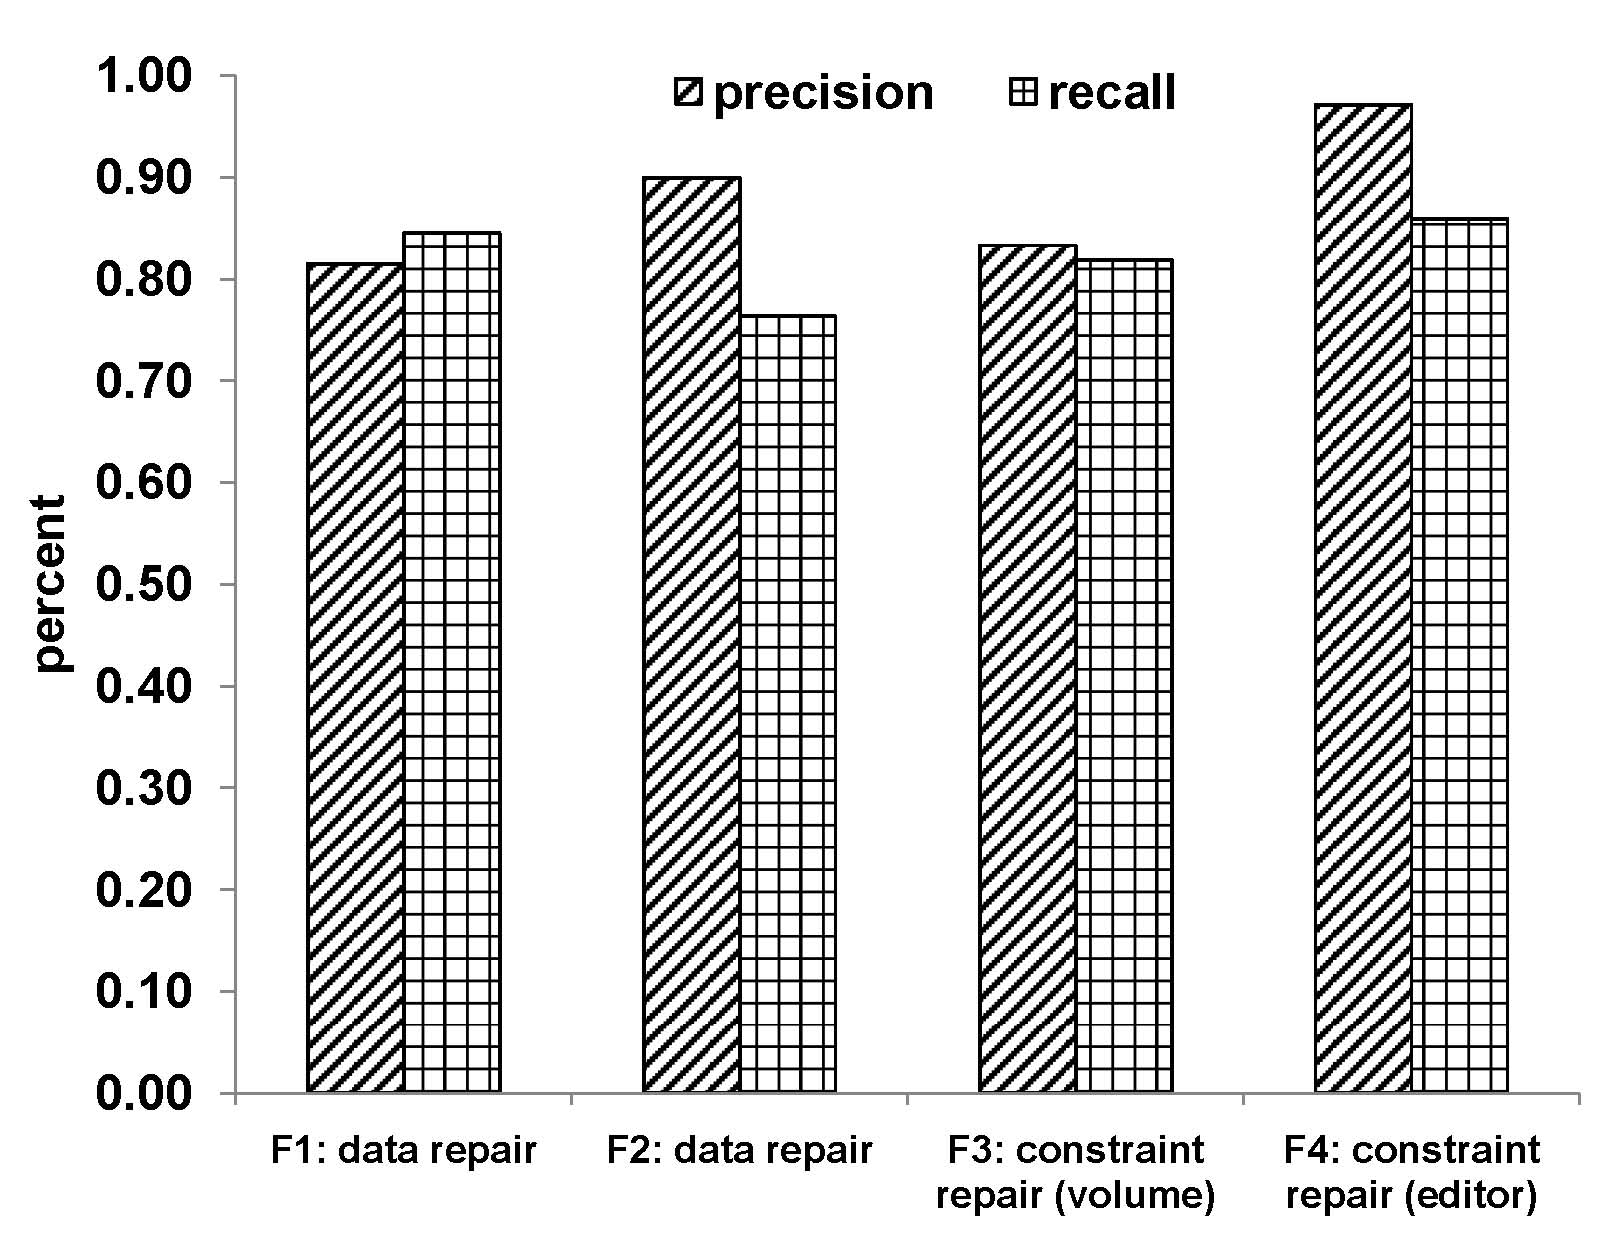 precision recall
1.00
0.90
0.80
0.70
0.60
0.50
0.40
0.30
0.20
0.10
0.00
percent
F1: data repair
F2: data repair
F3: constraint
repair (volume)
F4: constraint
repair (editor)